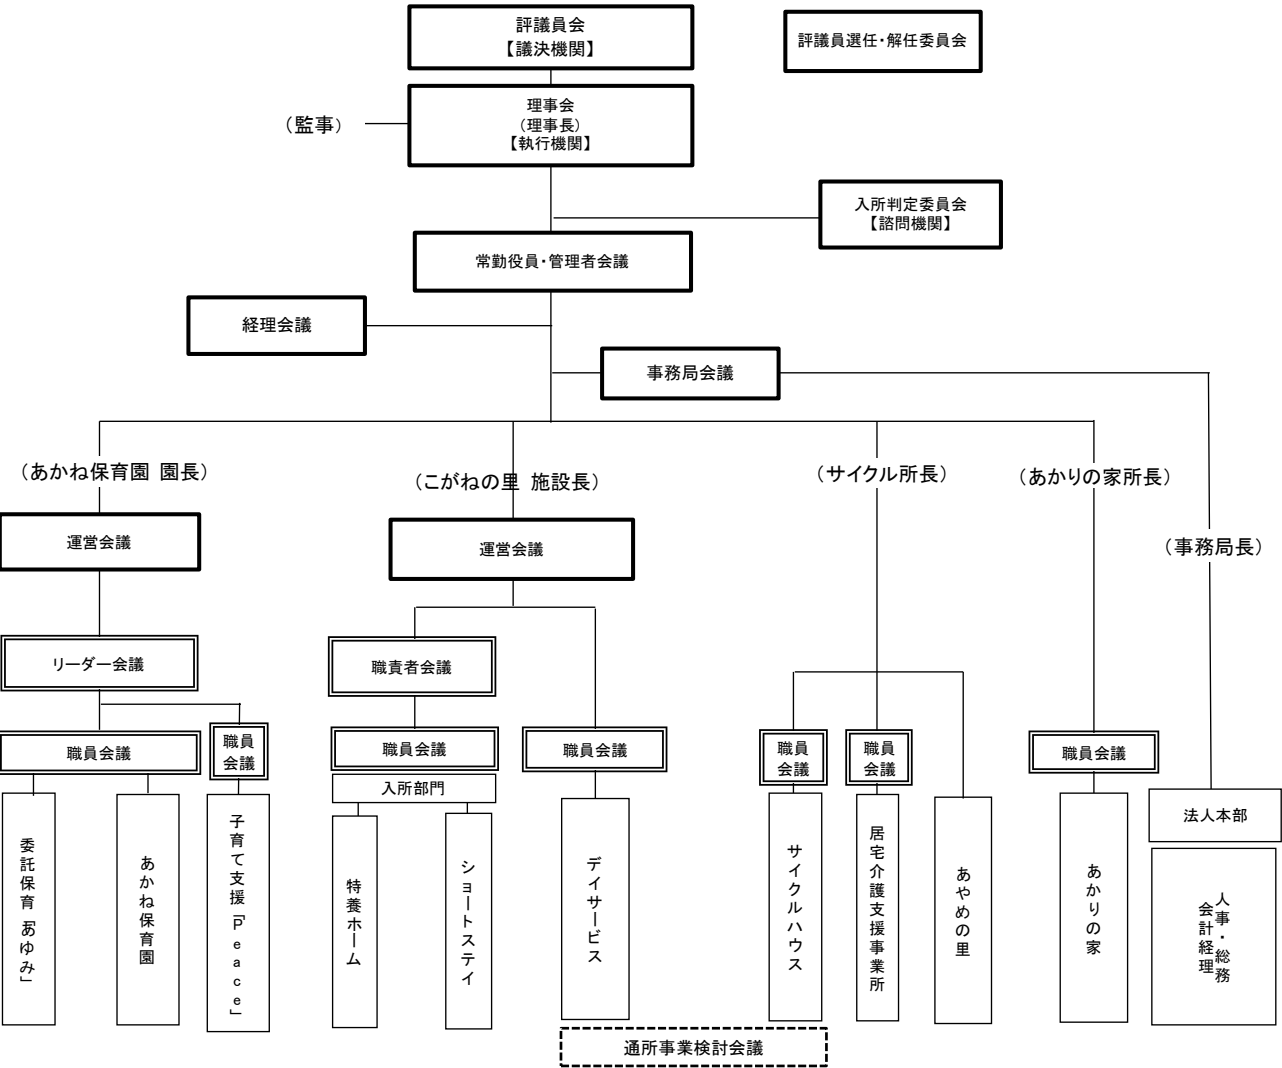 評議員会
【議決機関】
評議員選任・解任委員会
理事会
（理事長）
【執行機関】
（監事）
入所判定委員会
【諮問機関】
常勤役員・管理者会議
経理会議
事務局会議
（あかね保育園 園長）
（こがねの里 施設長）
（サイクル所長）
（あかりの家所長）
（事務局長）
運営会議
運営会議
リーダー会議
職責者会議
職員会議
職員
会議
職員会議
職員会議
職員
会議
職員
会議
職員会議
入所部門
法人本部
委託保育「あゆみ」
あかね保育園
子育て支援「Peace」
特養ホーム
ショートステイ
デイサービス
サイクルハウス
居宅介護支援事業所
あやめの里
あかりの家
人事・総務
会計経理
通所事業検討会議